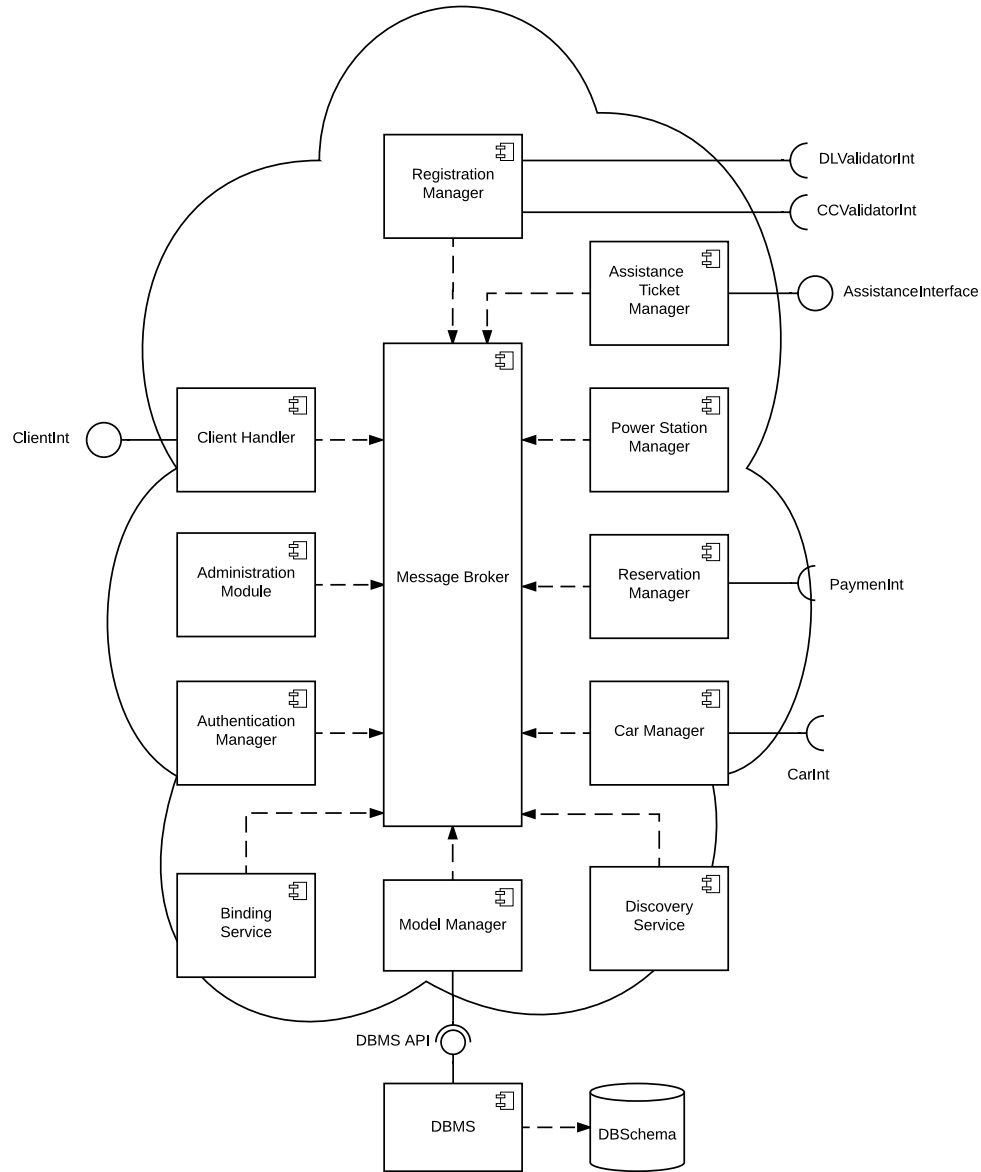 Registration
Manager
DLValidatorInt
CCValidatorInt
Assistance
Ticket
Manager
AssistanceInterface
ClientInt
Client Handler
Power Station
Manager
Administration
Module
Message Broker
Reservation
Manager
PaymenInt
Authentication
Manager
Car Manager
CarInt
Binding
Service
Model Manager
Discovery
Service
DBMS API
DBMS
DBSchema